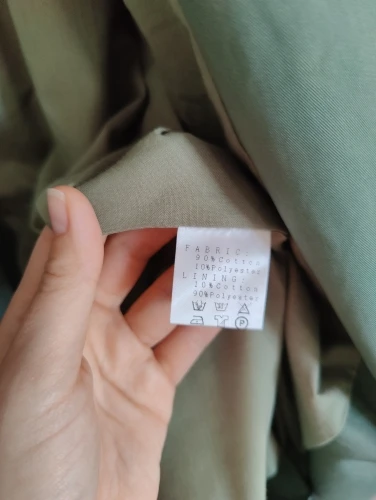 FABRIC:
90%Cotton
10%Polyester
LINING:
10%Cotton
90%Polyester